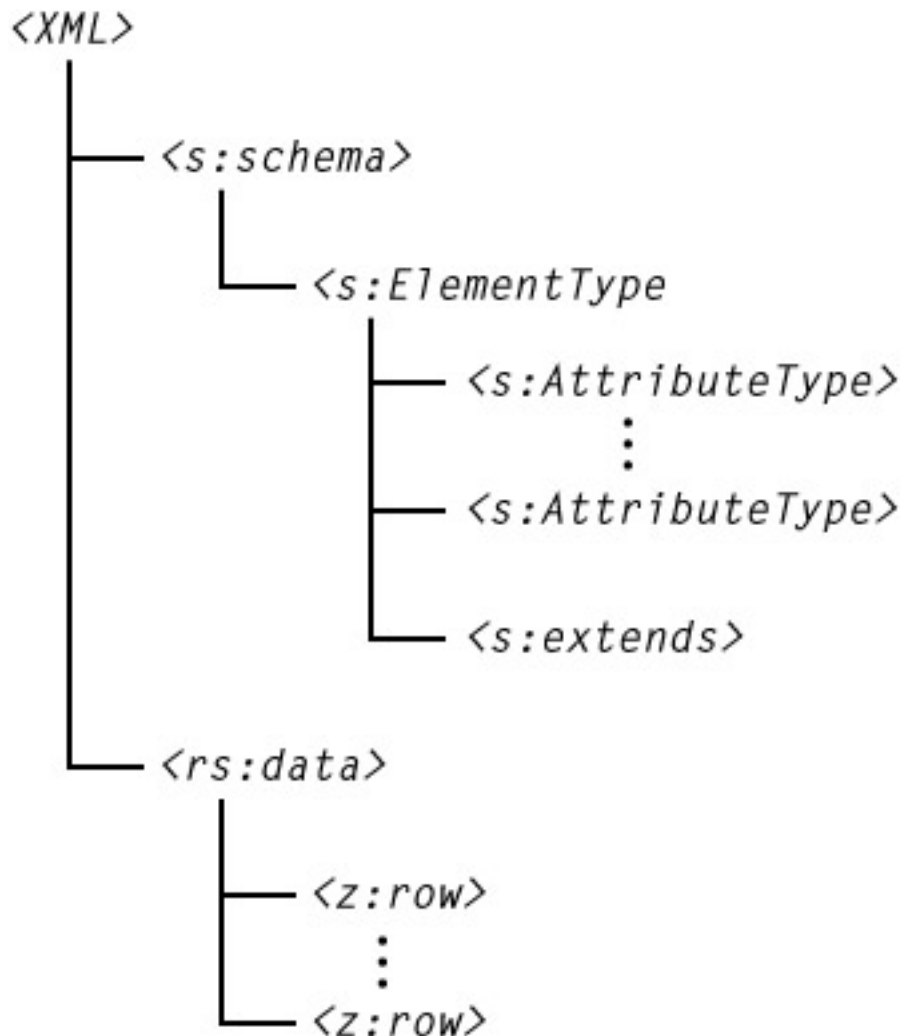 <XML>
<s:schema>
<s:ElementType
<s:AttributeType>
<s:AttributeType>
<s:extends>
<rs:data>
<z:row>
<z:row>